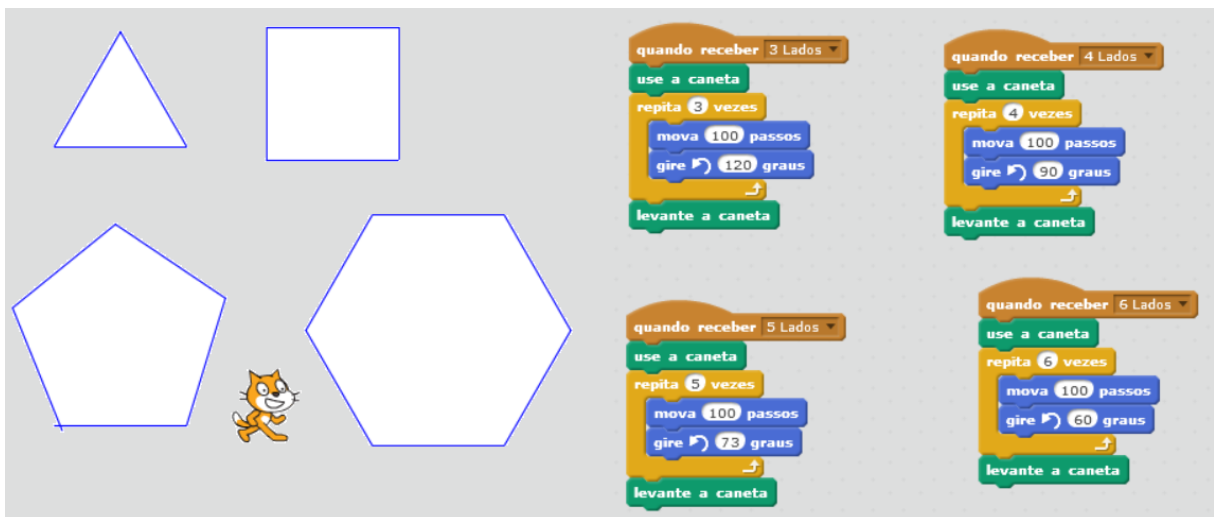 quando receber 3 Lados
use a caneta
repita 3 vezes
mova 100 passos
gire 120 graus
levante a caneta
quando receber 4 Lados
use a caneta
repita 4 vezes
mova 100 passos
gire 90 graus
levante a caneta
quando receber 5 Lados
use a caneta
repita 5 vezes
mova 100 passos
gire 73 graus
levante a caneta
quando receber 6 Lados
use a caneta
repita 6 vezes
mova 100 passos
gire 60 graus
levante a caneta